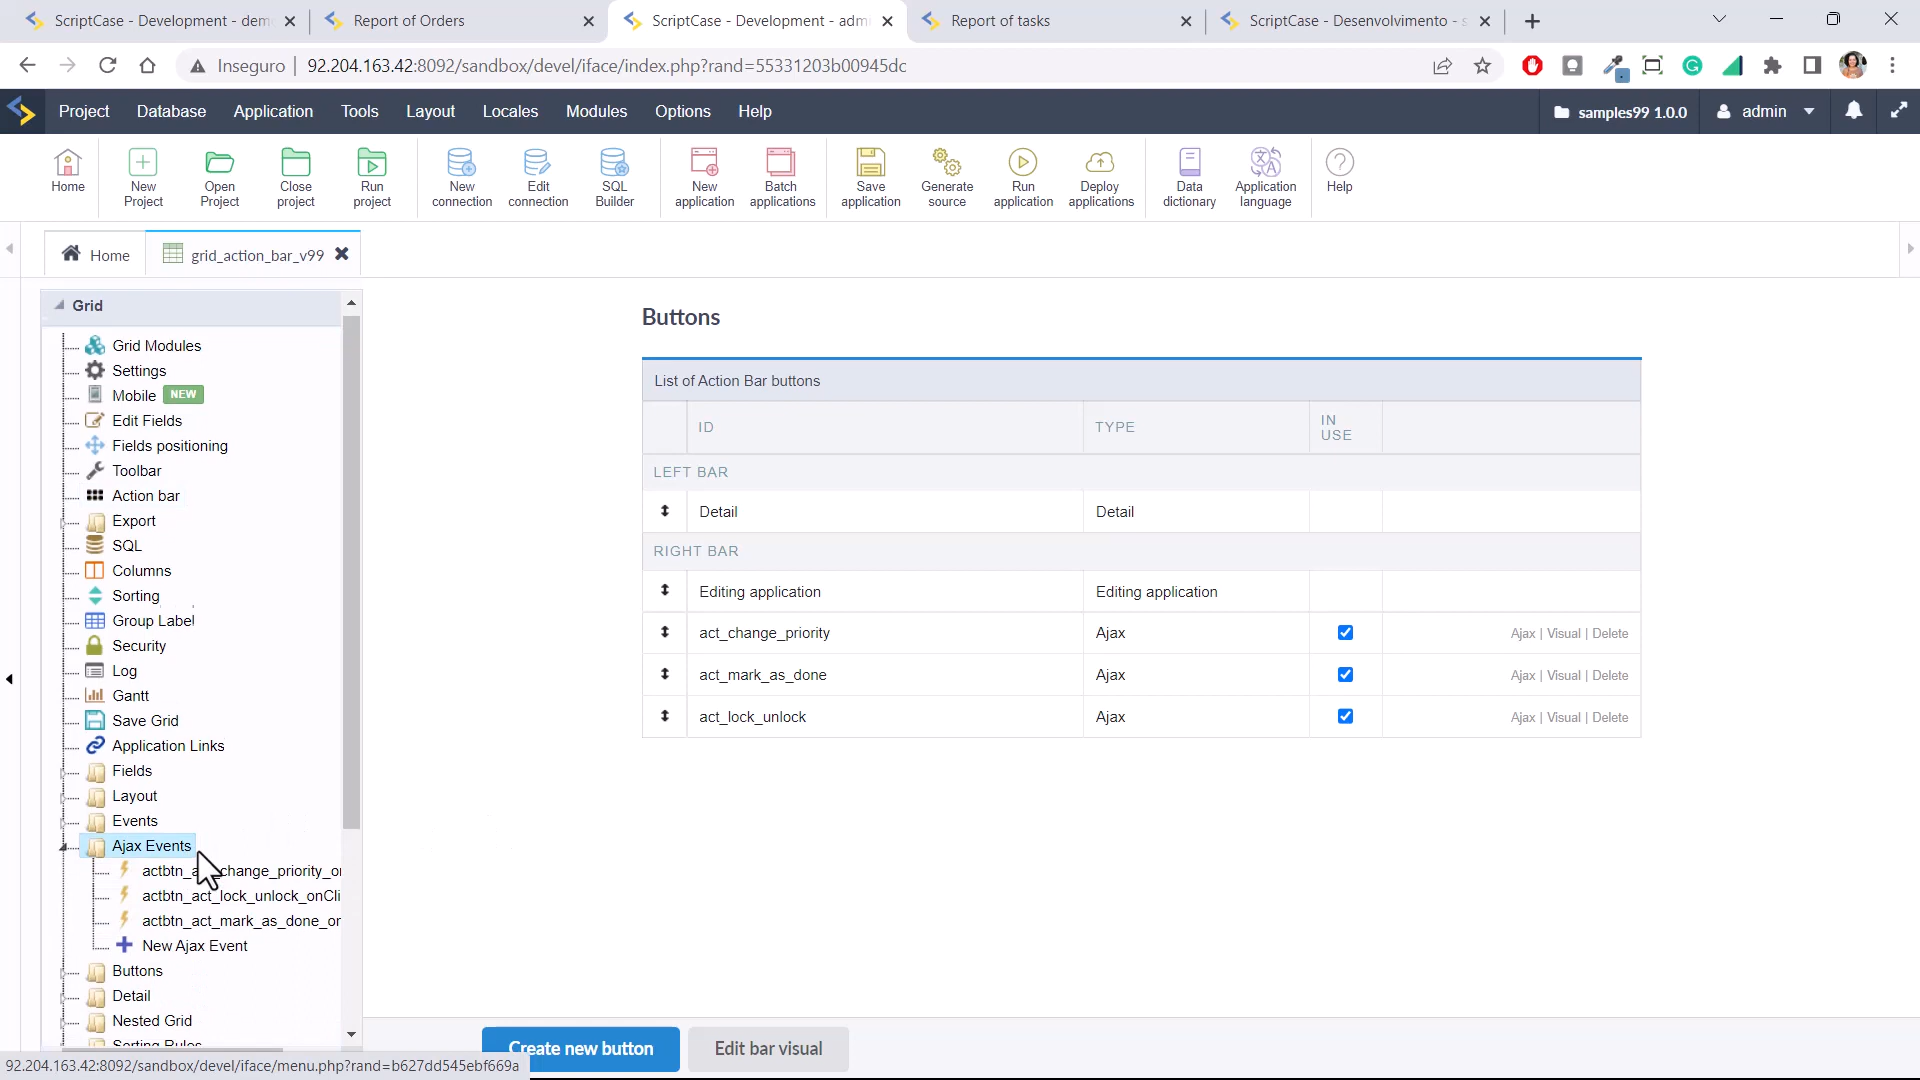 ScriptCase - Development - dem
Report of Orders
ScriptCase - Development - adm
Report of tasks
ScriptCase - Desenvolvimento - s
Inseguro
92.204.163.42:8092/sandbox/devel/iface/index.php?rand=55331203b00945dc
Project
Database
Application
Tools
Layout
Locales
Modules
Options
Help
samples99 1.0.0
admin
Home
New
Project
Open
Project
Close
project
Run
project
New
connection
Edit
connection
SQL
Builder
New
application
Batch
applications
Save
application
Generate
source
Run
application
Deploy
applications
Data
dictionary
Application
language
Help
Home
grid_action_bar_v99
Grid
Grid Modules
Settings
Mobile NEW
Edit Fields
Fields positioning
Toolbar
Action bar
Export
SQL
Columns
Sorting
Group Label
Security
Log
Gantt
Save Grid
Application Links
Fields
Layout
Events
Ajax Events
actbtn_a change_priority_o
actbtn_act_lock_unlock_onCli
actbtn_act_mark_as_done_or
New Ajax Event
Buttons
Detail
Nested Grid
Sorting Rules
Buttons
List of Action Bar buttons
ID TYPE IN USE
LEFT BAR
Detail Detail
RIGHT BAR
Editing application Editing application
act_change_priority Ajax Ajax | Visual | Delete
act_mark_as_done Ajax Ajax | Visual | Delete
act_lock_unlock Ajax Ajax | Visual | Delete
Create new button
Edit bar visual
92.204.163.42:8092/sandbox/devel/iface/menu.php?rand=b627dd545ebf669a